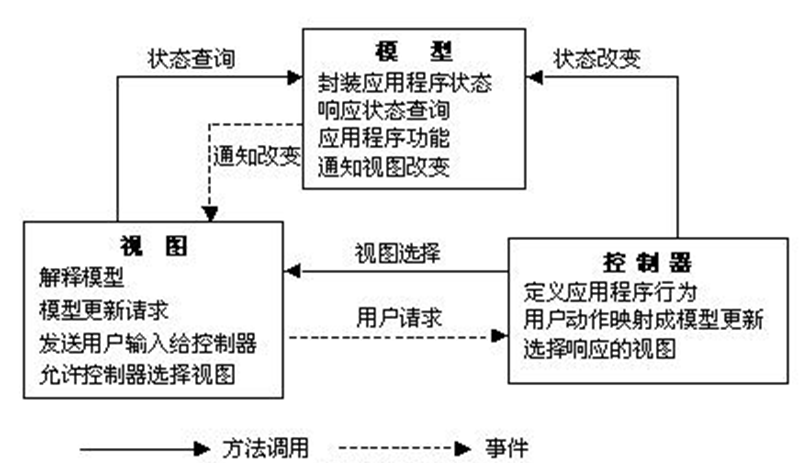 模 型
封装应用程序状态
响应状态查询
应用程序功能
通知视图改变
状态查询
状态改变
通知改变
视 图
解释模型
模型更新请求
发送用户输入给控制器
允许控制器选择视图
视图选择
用户请求
控 制 器
定义应用程序行为
用户动作映射成模型更新
选择响应的视图
方法调用
事件